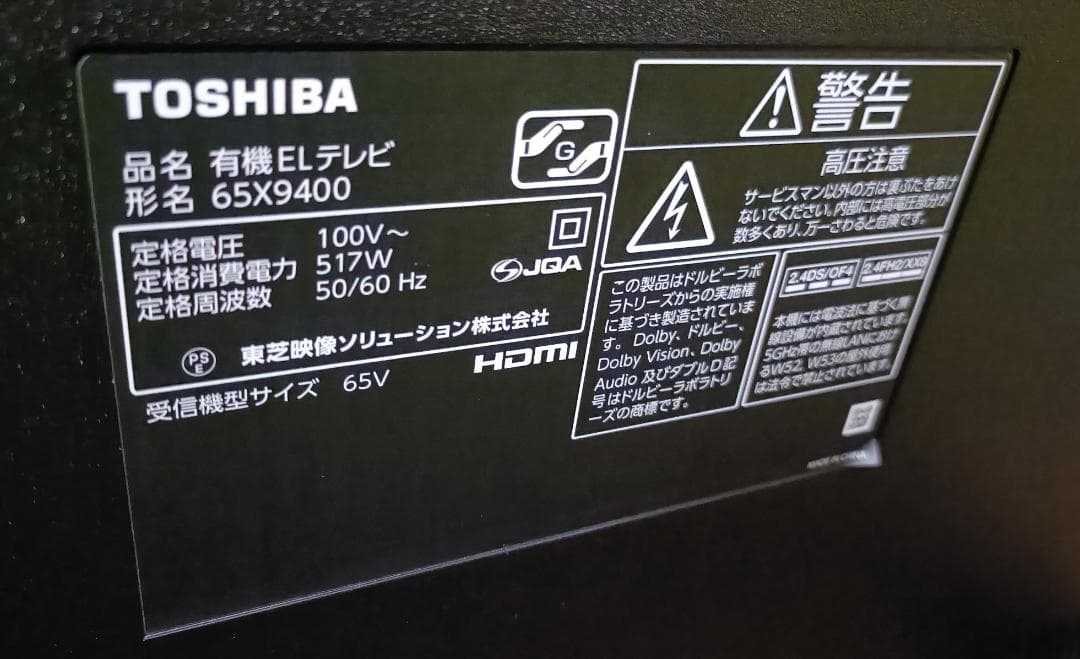 TOSHIBA
品名 有機ELテレビ
形名 65X9400
G
定格電圧 100V～
定格消費電力 517W
定格周波数 50/60 Hz
JQA
PS
E
東芝映像ソリューション株式会社
HDMI
受信機型サイズ 65V
警告
高圧注意
サービスマン以外の方は裏ぶたをあけ
ないでください。内部には高電圧部分が
数多くあり、万一さわると危険です。
この製品はドルビーラボ
ラトリーズからの実施権
に基づき製造されていま
す。Dolby、ドルビー、
Dolby Vision、Dolby
Audio 及びダブルD記
号はドルビーラボラトリ
ーズの商標です。
2.4DS/OF4
2.4FH2/XX8
本機には電波法に基づく無
線設備が内蔵されています。
5GHz帯の無線LANにおけ
るW52、W53の屋外使用
は法令で禁止されています。
MADE IN CHINA